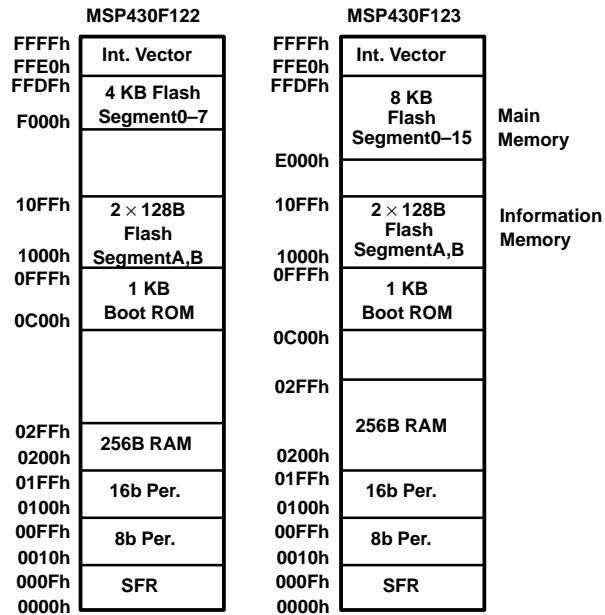 MSP430F122
FFFFh
FFE0h
Int. Vector
FFDFh
F000h
4 KB Flash
Segment0–7
10FFh
1000h
2 × 128B
Flash
SegmentA,B
0FFFh
0C00h
1 KB
Boot ROM
02FFh
0200h
256B RAM
01FFh
0100h
16b Per.
00FFh
0010h
8b Per.
000Fh
0000h
SFR
MSP430F123
FFFFh
FFE0h
Int. Vector
FFDFh
E000h
8 KB
Flash
Segment0–15
Main
Memory
10FFh
1000h
2 × 128B
Flash
SegmentA,B
Information
Memory
0FFFh
0C00h
1 KB
Boot ROM
02FFh
0200h
256B RAM
01FFh
0100h
16b Per.
00FFh
0010h
8b Per.
000Fh
0000h
SFR